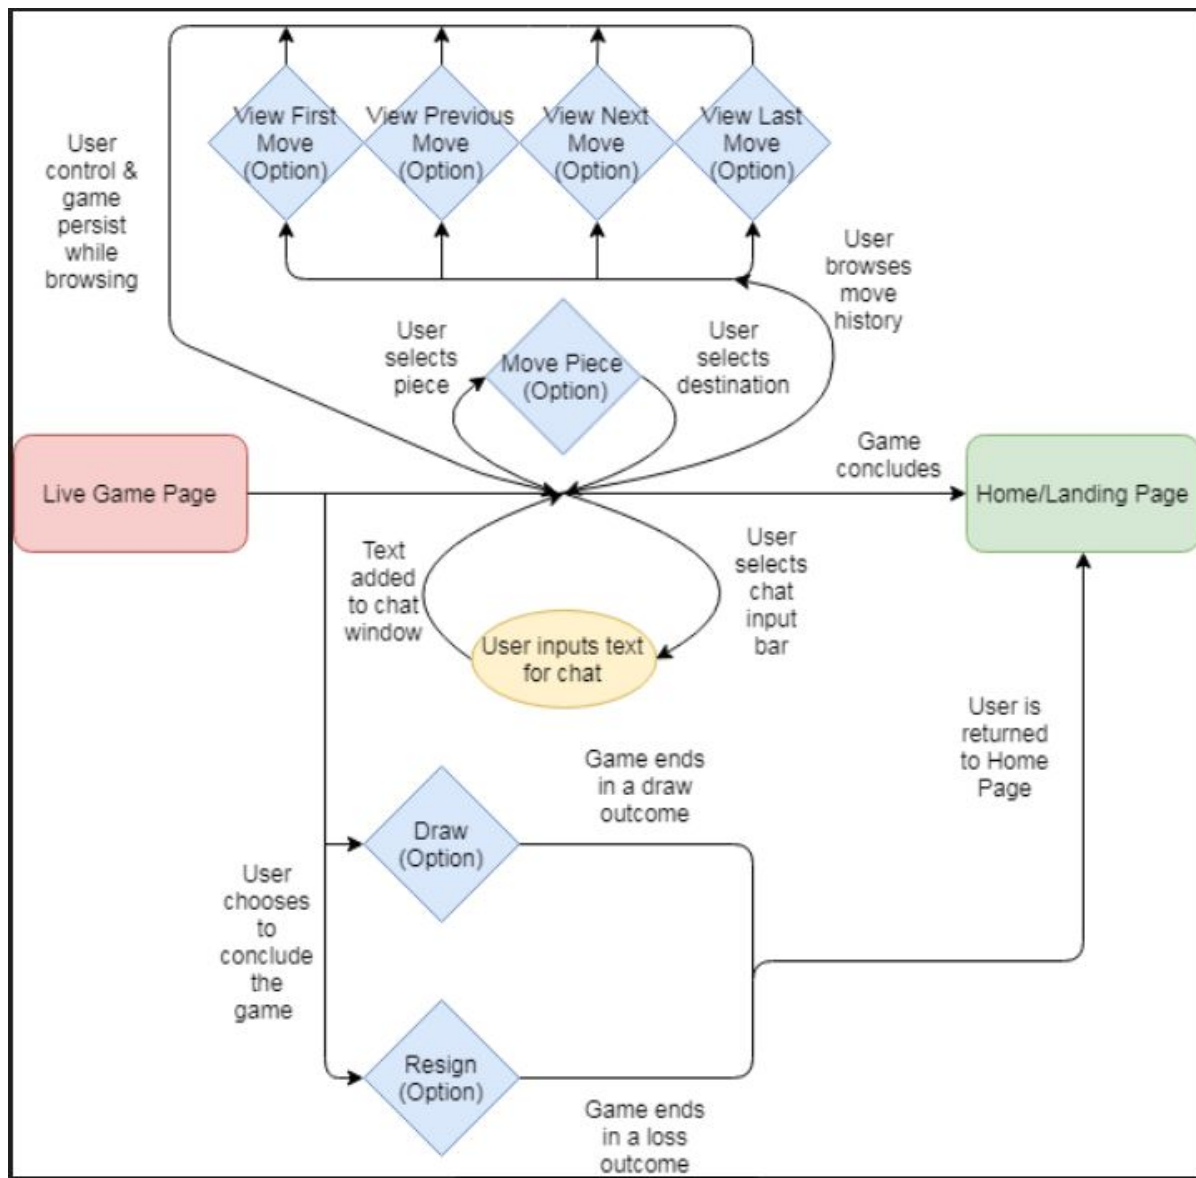 View First
Move
(Option)
View Previous
Move
(Option)
View Next
Move
(Option)
View Last
Move
(Option)
User
control &
game
persist
while
browsing
User
browses
move
history
User
selects
piece
Move Piece
(Option)
User
selects
destination
Live Game Page
Game
concludes
Home/Landing Page
Text
added
to chat
window
User inputs text
for chat
User
selects
chat
input
bar
User is
returned
to Home
Page
Game ends
in a draw
outcome
Draw
(Option)
User
chooses
to
conclude
the
game
Resign
(Option)
Game ends
in a loss
outcome